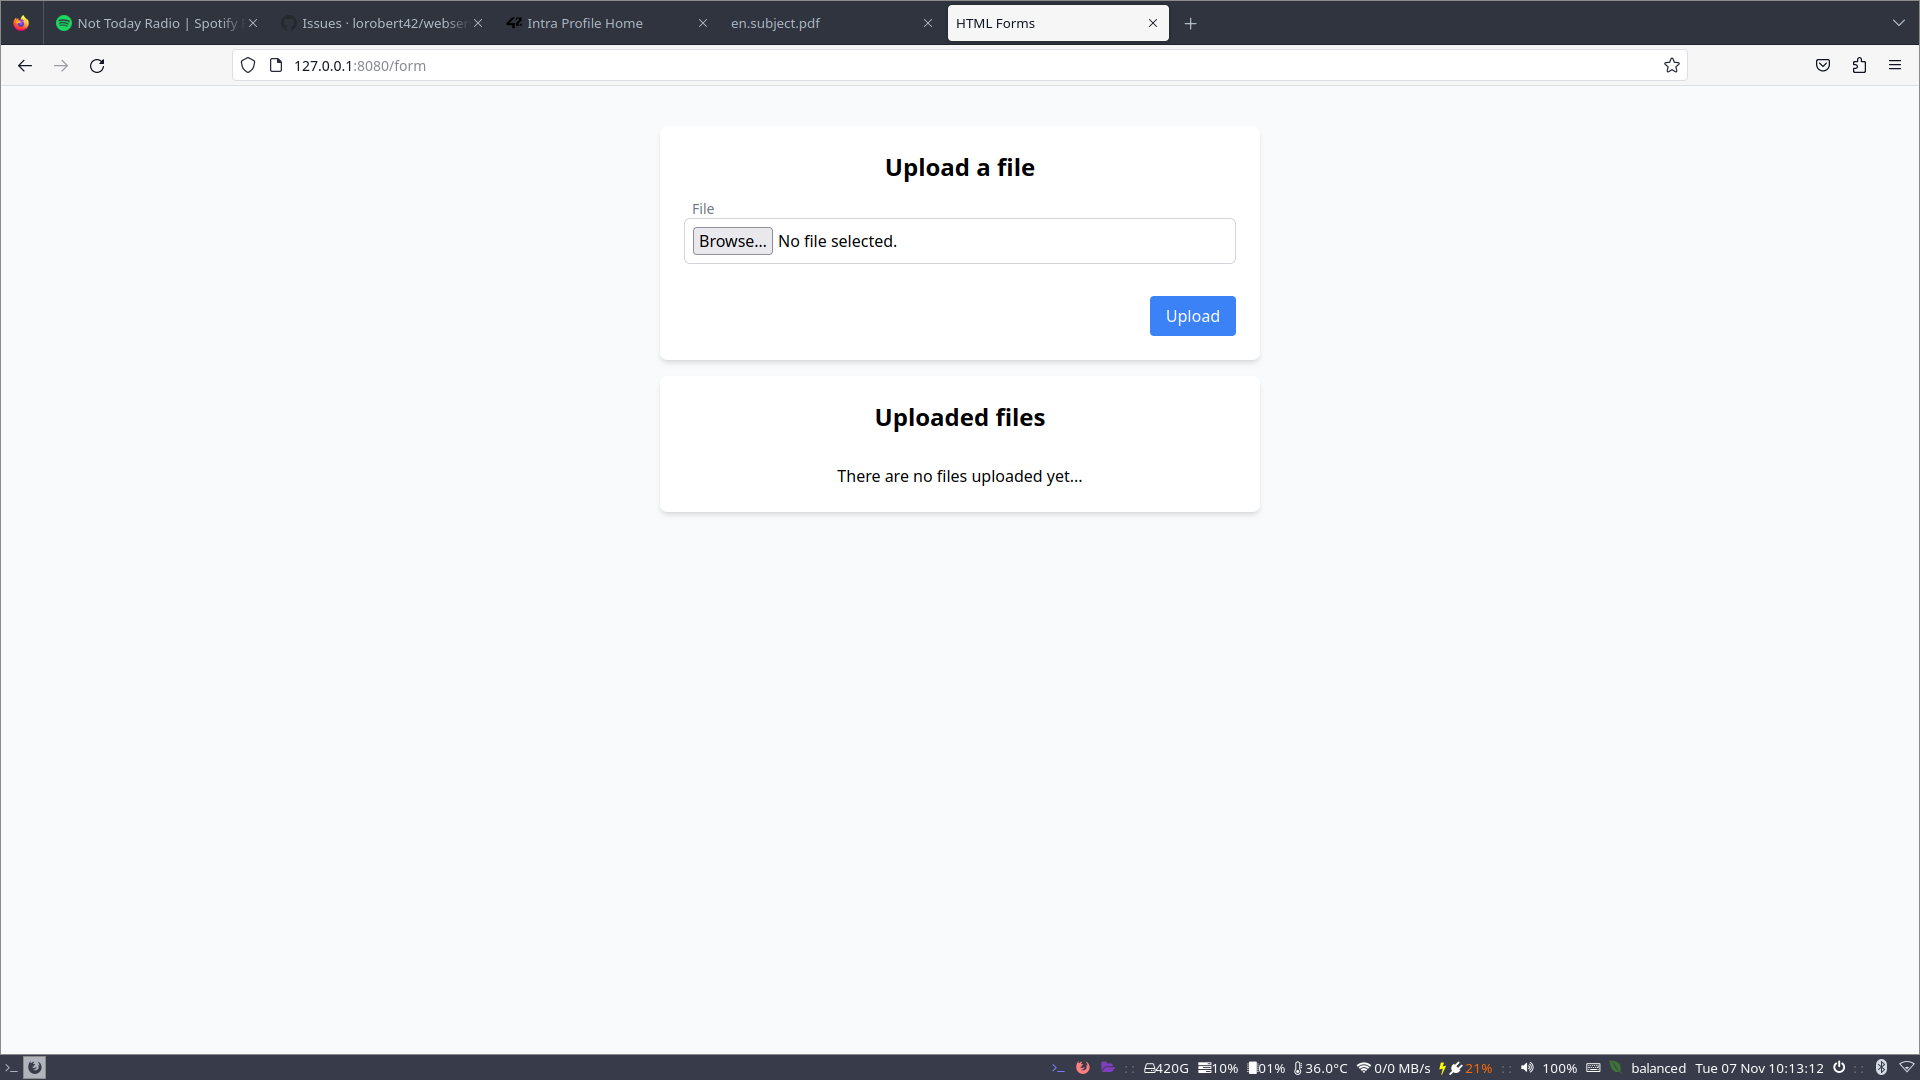 Not Today Radio | Spotify
Issues · lorobert42/webser
Intra Profile Home
en.subject.pdf
HTML Forms
127.0.0.1:8080/form
Upload a file
File
Browse... No file selected.
Upload
Uploaded files
There are no files uploaded yet...
420G 10% 01% 36.0°C 0/0 MB/s 21% 100% balanced Tue 07 Nov 10:13:12